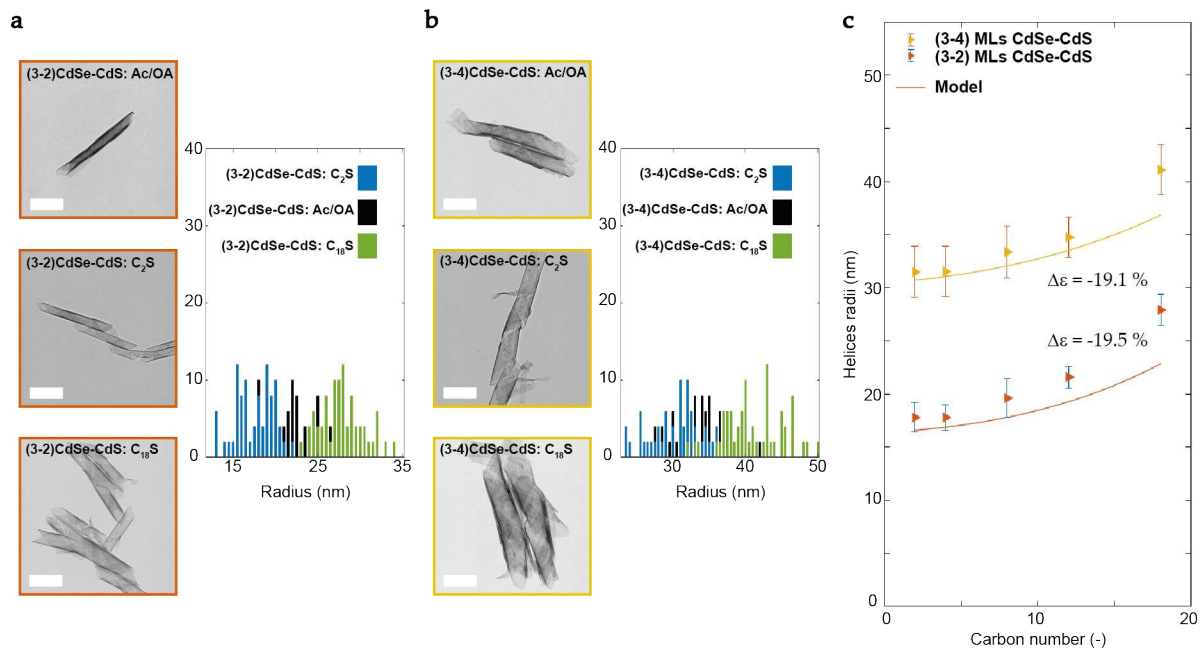 a
(3-2)CdSe-CdS: Ac/OA
(3-2)CdSe-CdS: C2S
(3-2)CdSe-CdS: C18S
40
30
20
10
0
(3-2)CdSe-CdS: C2S
(3-2)CdSe-CdS: Ac/OA
(3-2)CdSe-CdS: C18S
15 25 35
Radius (nm)
b
(3-4)CdSe-CdS: Ac/OA
(3-4)CdSe-CdS: C2S
(3-4)CdSe-CdS: C18S
40
30
20
10
0
(3-4)CdSe-CdS: C2S
(3-4)CdSe-CdS: Ac/OA
(3-4)CdSe-CdS: C18S
30 40 50
Radius (nm)
c
Helices radii (nm)
50
40
30
20
10
0
(3-4) MLs CdSe-CdS
(3-2) MLs CdSe-CdS
Model
Δε = -19.1 %
Δε = -19.5 %
0 10 20
Carbon number (-)